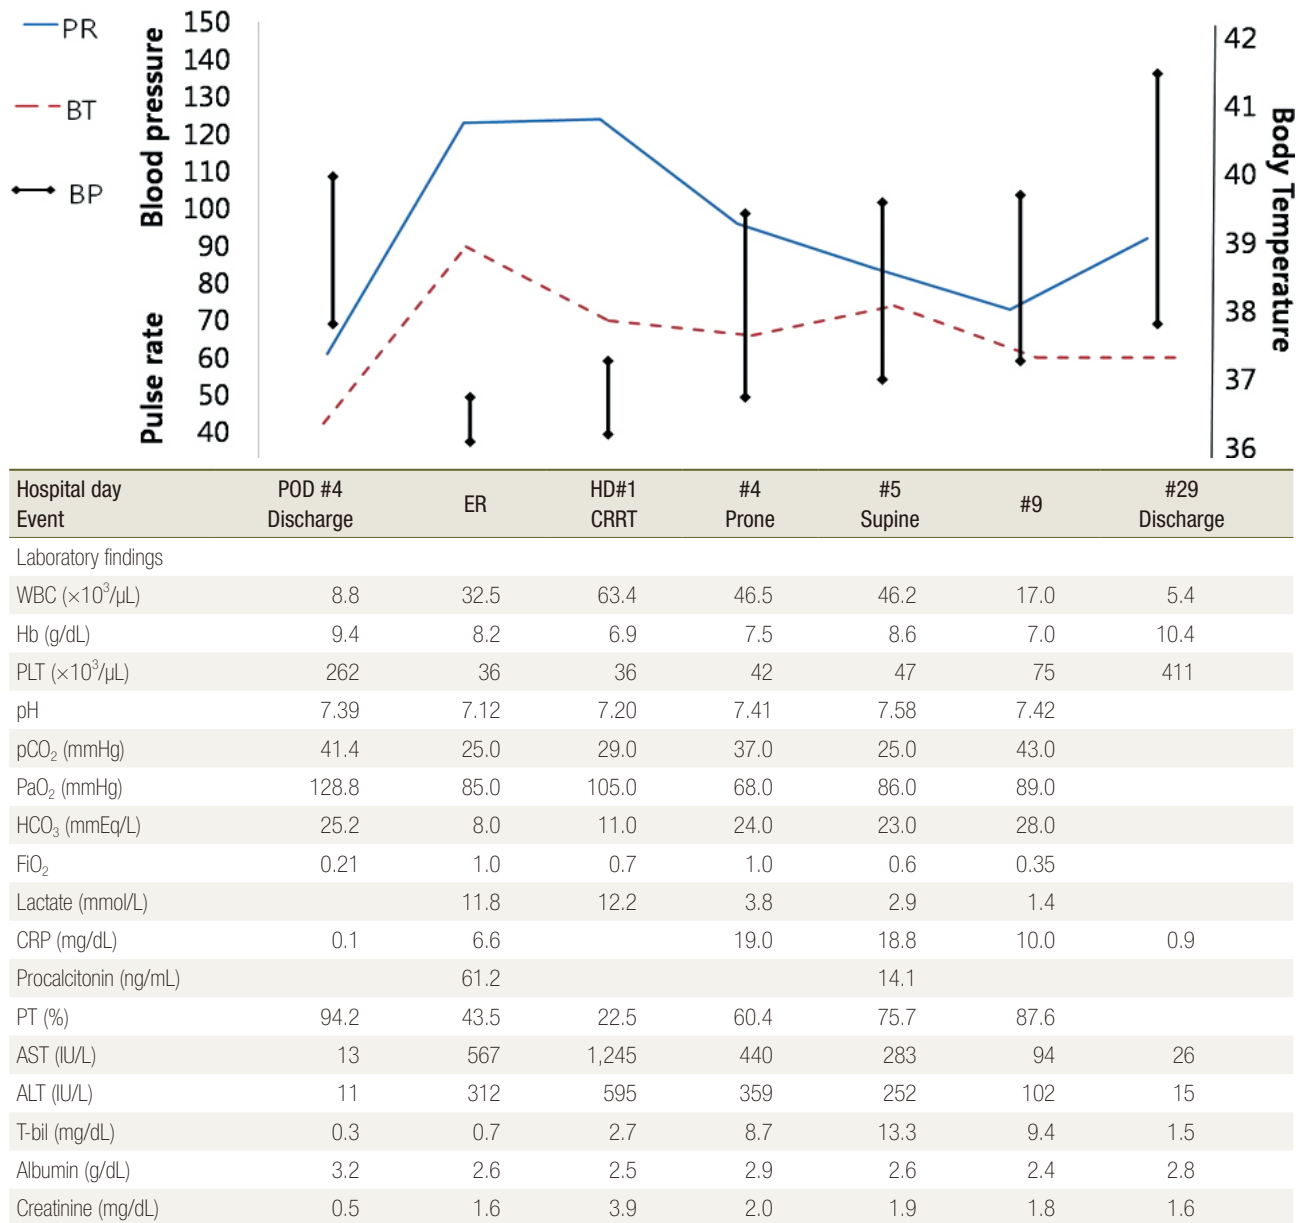 PR
BT
BP
Blood pressure
Pulse rate
150
140
130
120
110
100
90
80
70
60
50
40
42
41
40
39
38
37
36
Body Temperature
Hospital day POD #4 ER HD#1 #4 #5 #9 #29
Event Discharge CRRT Prone Supine Discharge
Laboratory findings
WBC (×10³/µL) 8.8 32.5 63.4 46.5 46.2 17.0 5.4
Hb (g/dL) 9.4 8.2 6.9 7.5 8.6 7.0 10.4
PLT (×10³/µL) 262 36 36 42 47 75 411
pH 7.39 7.12 7.20 7.41 7.58 7.42
pCO₂ (mmHg) 41.4 25.0 29.0 37.0 25.0 43.0
PaO₂ (mmHg) 128.8 85.0 105.0 68.0 86.0 89.0
HCO₃ (mmEq/L) 25.2 8.0 11.0 24.0 23.0 28.0
FiO₂ 0.21 1.0 0.7 1.0 0.6 0.35
Lactate (mmol/L) 11.8 12.2 3.8 2.9 1.4
CRP (mg/dL) 0.1 6.6 19.0 18.8 10.0 0.9
Procalcitonin (ng/mL) 61.2 14.1
PT (%) 94.2 43.5 22.5 60.4 75.7 87.6
AST (IU/L) 13 567 1,245 440 283 94 26
ALT (IU/L) 11 312 595 359 252 102 15
T-bil (mg/dL) 0.3 0.7 2.7 8.7 13.3 9.4 1.5
Albumin (g/dL) 3.2 2.6 2.5 2.9 2.6 2.4 2.8
Creatinine (mg/dL) 0.5 1.6 3.9 2.0 1.9 1.8 1.6